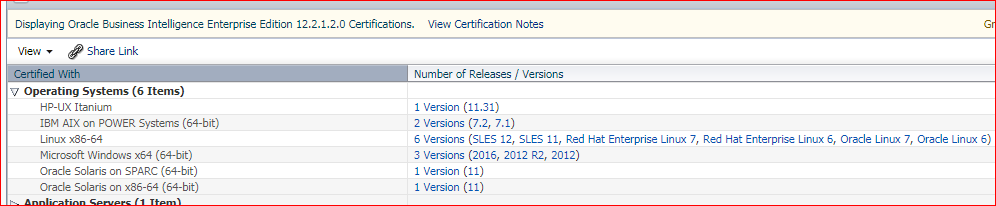 Displaying Oracle Business Intelligence Enterprise Edition 12.2.1.2.0 Certifications. View Certification Notes Gr
View Share Link
Certified With Number of Releases / Versions
Operating Systems (6 Items)
HP-UX Itanium 1 Version (11.31)
IBM AIX on POWER Systems (64-bit) 2 Versions (7.2, 7.1)
Linux x86-64 6 Versions (SLES 12, SLES 11, Red Hat Enterprise Linux 7, Red Hat Enterprise Linux 6, Oracle Linux 7, Oracle Linux 6)
Microsoft Windows x64 (64-bit) 3 Versions (2016, 2012 R2, 2012)
Oracle Solaris on SPARC (64-bit) 1 Version (11)
Oracle Solaris on x86-64 (64-bit) 1 Version (11)
Application Servers (1 Item)